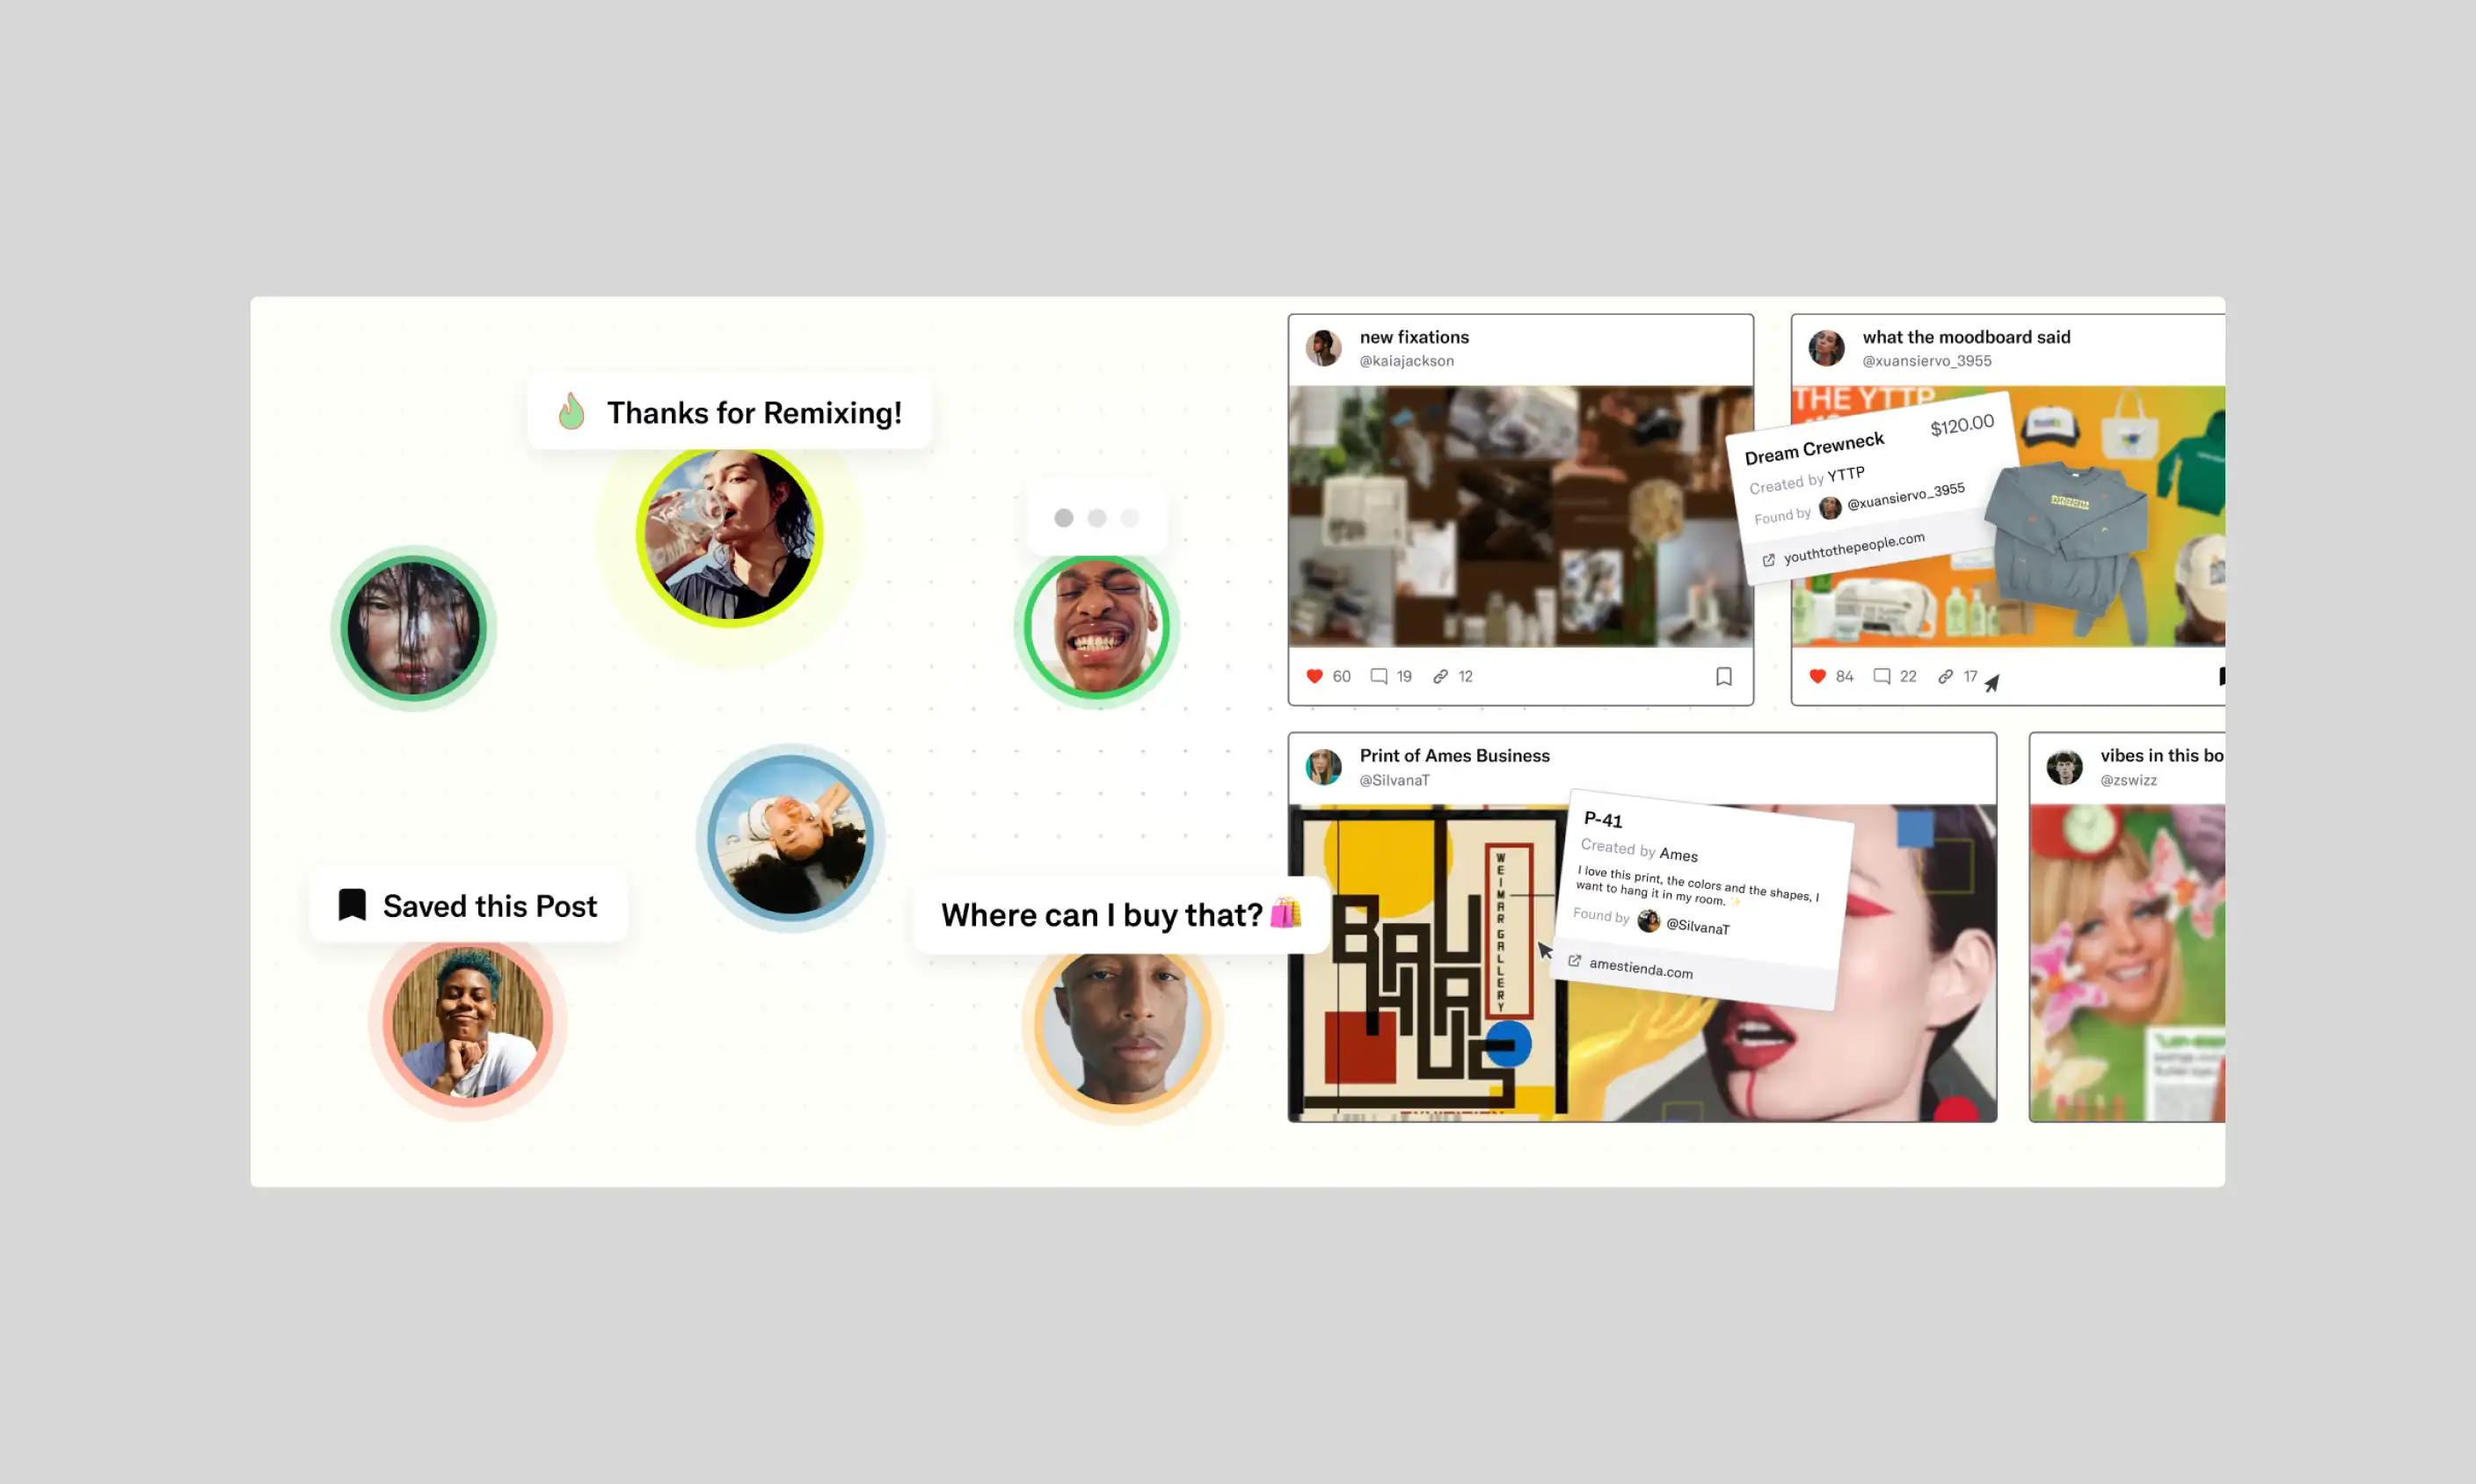 Thanks for Remixing!
Saved this Post
Where can I buy that?🛍️
new fixations
@kaiajackson
60 19 12
what the moodboard said
@xuansiervo_3955
THE YTTP
Dream Crewneck $120.00
Created by YTTP
Found by @xuansiervo_3955
youthtothepeople.com
DREAM
84 22 17
Print of Ames Business
@SilvanaT
WEIMAR GALLERY
BAU
HAUS
P-41
Created by Ames
I love this print, the colors and the shapes, I
want to hang it in my room. ✨
Found by @SilvanaT
amestienda.com
vibes in this bo
@zswizz